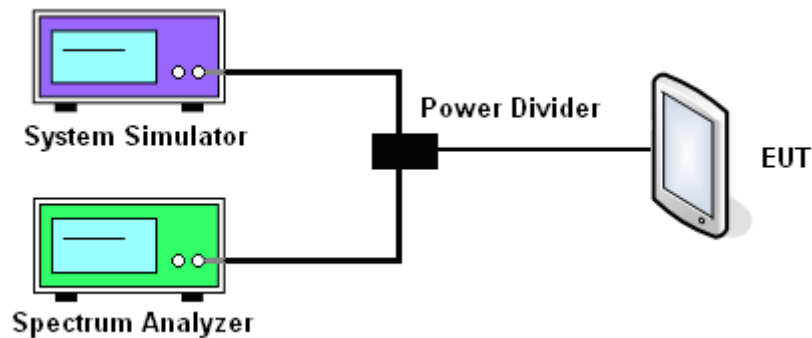 System Simulator
Power Divider
EUT
Spectrum Analyzer